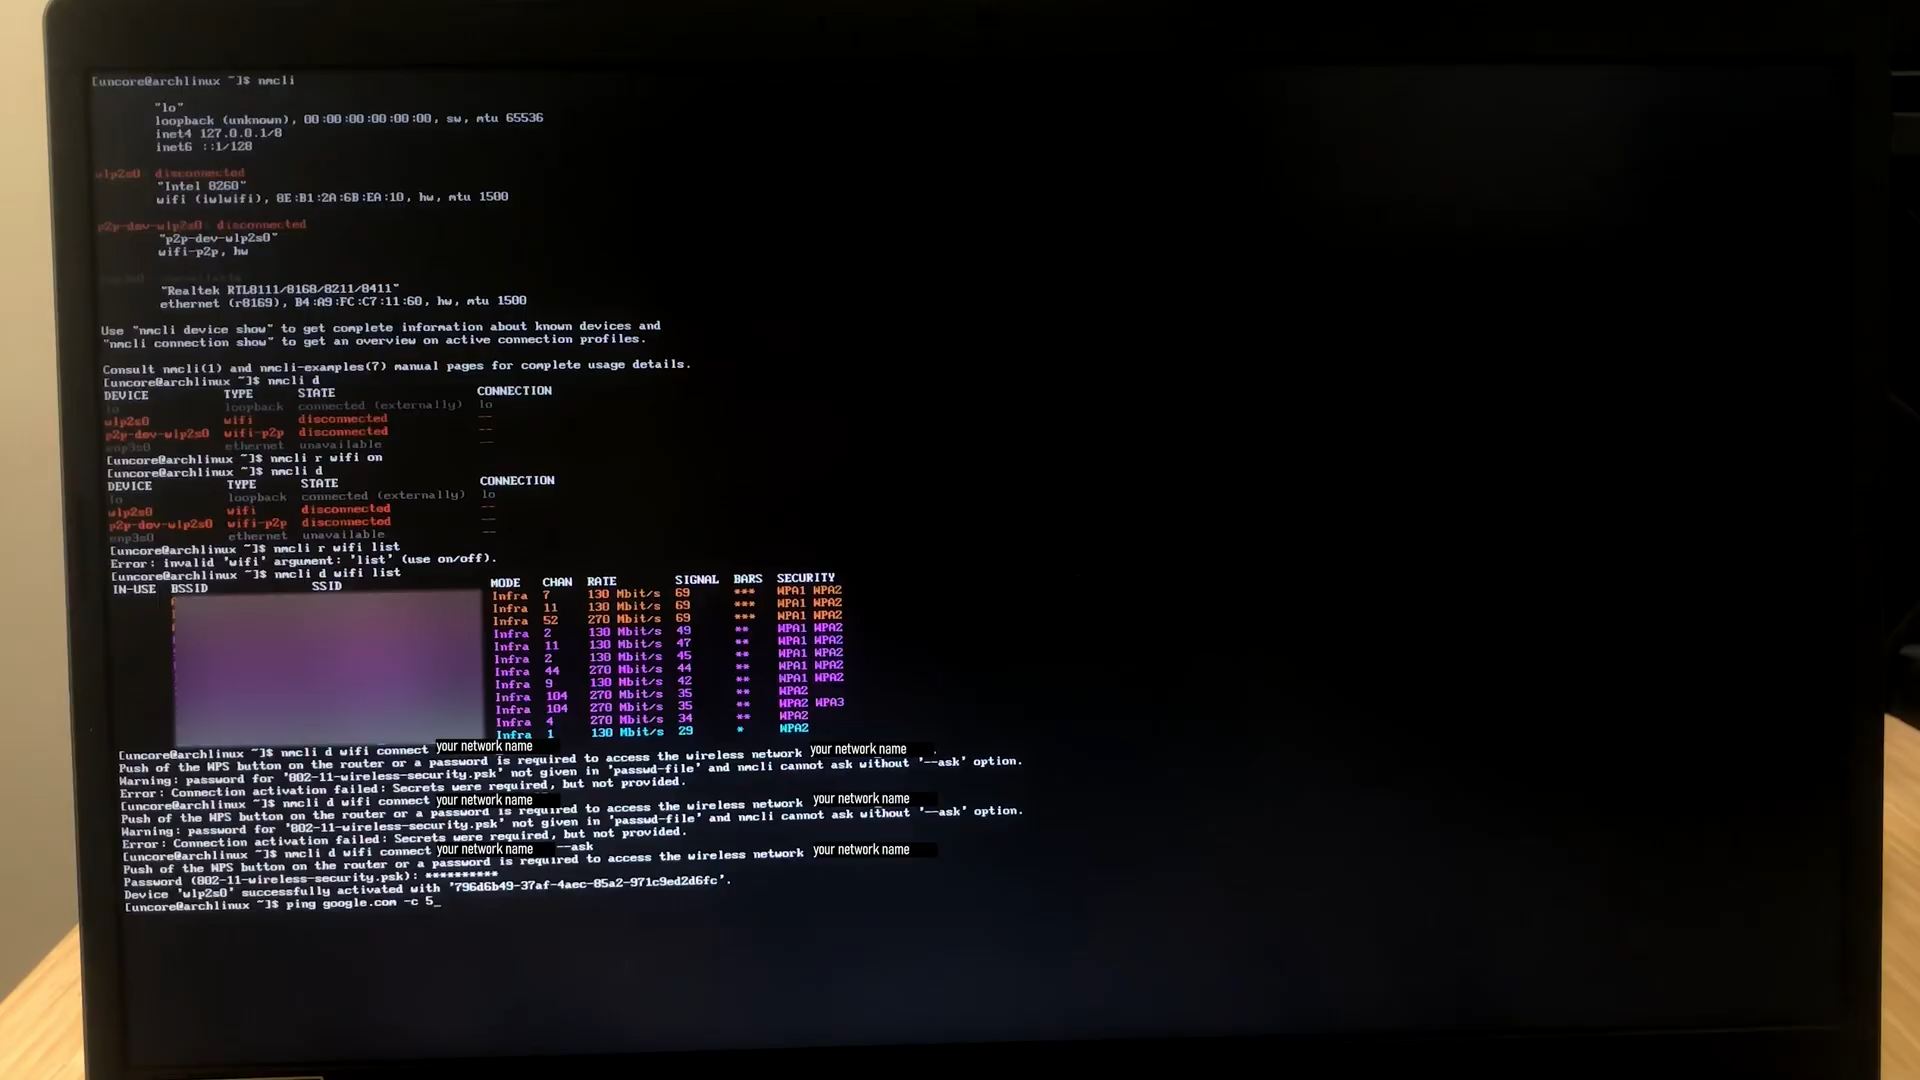 [uncore@archlinux ~]$ nmcli
"lo"
loopback (unknown), 00:00:00:00:00:00, sw, mtu 65536
inet4 127.0.0.1/8
inet6 ::1/128
wlp2s0 disconnected
"Intel 8260"
wifi (iwlwifi), 8E:B1:2A:6B:EA:10, hw, mtu 1500
p2p-dev-wlp2s0 disconnected
"p2p-dev-wlp2s0"
wifi-p2p, hw
"Realtek RTL8111/8168/8211/8411"
ethernet (r8169), B4:A9:FC:C7:11:60, hw, mtu 1500
Use "nmcli device show" to get complete information about known devices and
"nmcli connection show" to get an overview on active connection profiles.
Consult nmcli(1) and nmcli-examples(7) manual pages for complete usage details.
[uncore@archlinux ~]$ nmcli d
DEVICE TYPE STATE CONNECTION
lo loopback connected (externally) lo
wlp2s0 wifi disconnected --
p2p-dev-wlp2s0 wifi-p2p disconnected --
enp3s0 ethernet unavailable --
[uncore@archlinux ~]$ nmcli r wifi on
[uncore@archlinux ~]$ nmcli d
DEVICE TYPE STATE CONNECTION
lo loopback connected (externally) lo
wlp2s0 wifi disconnected --
p2p-dev-wlp2s0 wifi-p2p disconnected --
enp3s0 ethernet unavailable --
[uncore@archlinux ~]$ nmcli r wifi list
Error: invalid 'wifi' argument: 'list' (use on/off).
[uncore@archlinux ~]$ nmcli d wifi list
IN-USE BSSID SSID MODE CHAN RATE SIGNAL BARS SECURITY
Infra 7 130 Mbit/s 69 *** WPA1 WPA2
Infra 11 130 Mbit/s 69 *** WPA1 WPA2
Infra 52 270 Mbit/s 69 *** WPA1 WPA2
Infra 2 130 Mbit/s 49 ** WPA1 WPA2
Infra 11 130 Mbit/s 47 ** WPA1 WPA2
Infra 2 130 Mbit/s 45 ** WPA1 WPA2
Infra 44 270 Mbit/s 44 ** WPA1 WPA2
Infra 9 130 Mbit/s 42 ** WPA1 WPA2
Infra 104 270 Mbit/s 35 ** WPA2
Infra 104 270 Mbit/s 35 ** WPA2 WPA3
Infra 4 270 Mbit/s 34 ** WPA2
Infra 1 130 Mbit/s 29 * WPA2
[uncore@archlinux ~]$ nmcli d wifi connect your network name
Push of the WPS button on the router or a password is required to access the wireless network your network name .
Warning: password for '802-11-wireless-security.psk' not given in 'passwd-file' and nmcli cannot ask without '--ask' option.
Error: Connection activation failed: Secrets were required, but not provided.
[uncore@archlinux ~]$ nmcli d wifi connect your network name
Push of the WPS button on the router or a password is required to access the wireless network your network name
Warning: password for '802-11-wireless-security.psk' not given in 'passwd-file' and nmcli cannot ask without '--ask' option.
Error: Connection activation failed: Secrets were required, but not provided.
[uncore@archlinux ~]$ nmcli d wifi connect your network name --ask
Push of the WPS button on the router or a password is required to access the wireless network your network name
Password (802-11-wireless-security.psk): **********
Device 'wlp2s0' successfully activated with '796d6b49-37af-4aec-85a2-971c9ed2d6fc'.
[uncore@archlinux ~]$ ping google.com -c 5_